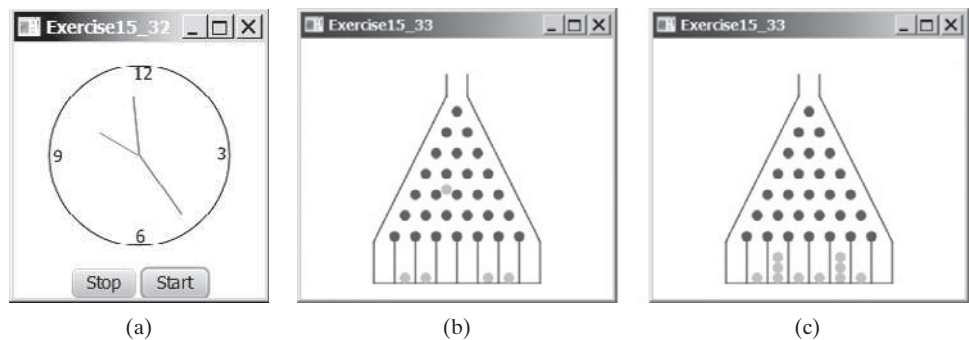 Exercise15_32
12
9
3
6
Stop Start
(a)
Exercise15_33
(b)
Exercise15_33
(c)